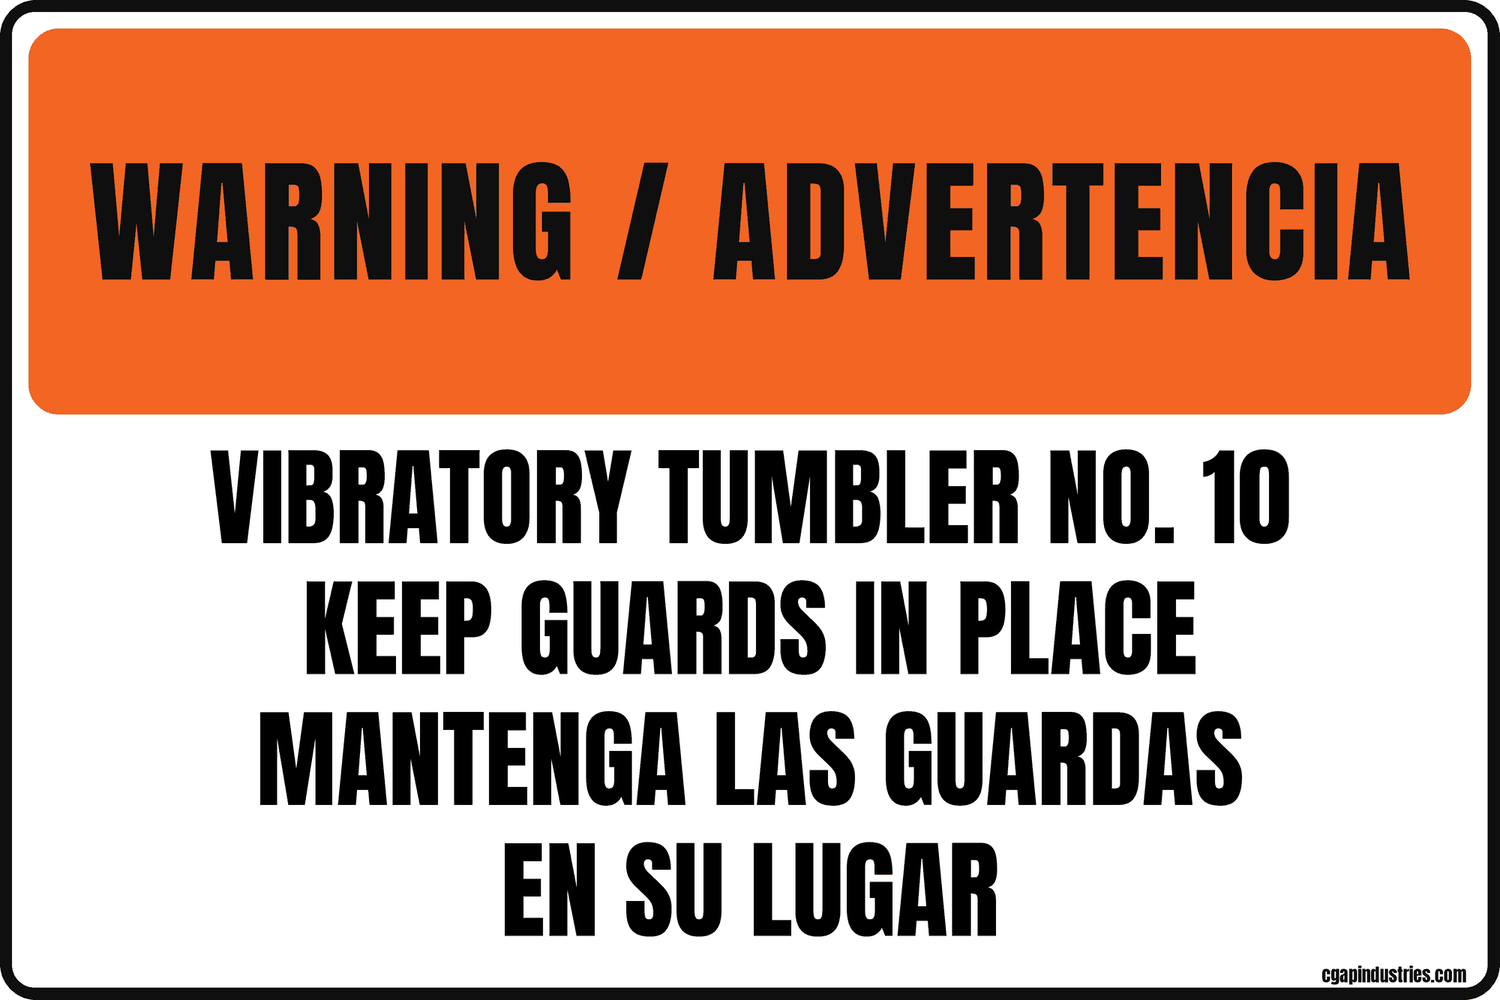 WARNING / ADVERTENCIA
VIBRATORY TUMBLER NO. 10
KEEP GUARDS IN PLACE
MANTENGA LAS GUARDAS
EN SU LUGAR
cgapindustries.com